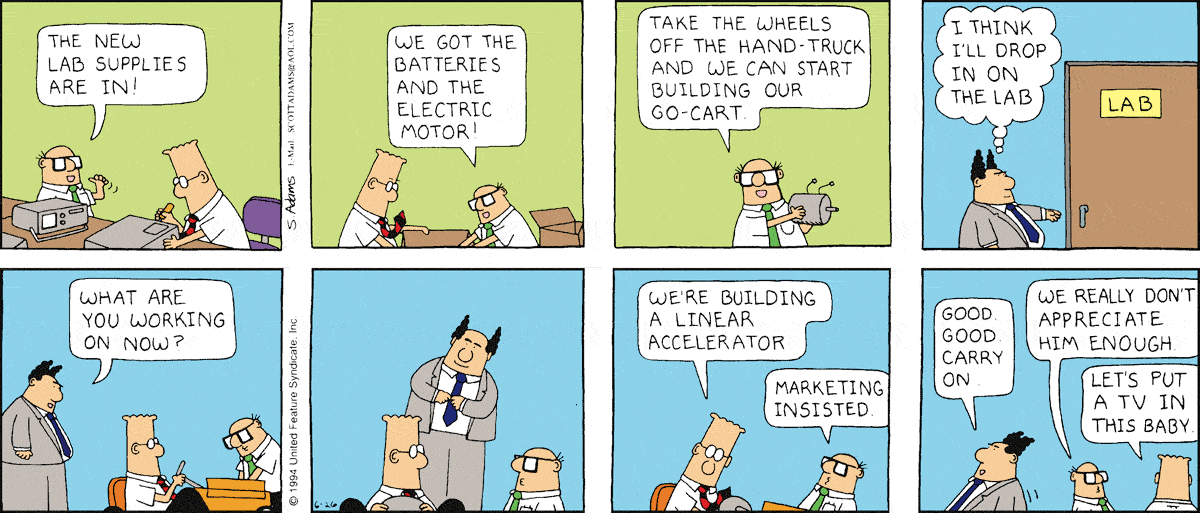 THE NEW
LAB SUPPLIES
ARE IN!
S. Adams E-Mail: SCOTTADAMS@AOL.COM
WE GOT THE
BATTERIES
AND THE
ELECTRIC
MOTOR!
TAKE THE WHEELS
OFF THE HAND-TRUCK
AND WE CAN START
BUILDING OUR
GO-CART.
I THINK
I'LL DROP
IN ON
THE LAB
LAB
WHAT ARE
YOU WORKING
ON NOW?
© 1994 United Feature Syndicate, Inc.
6-26
WE'RE BUILDING
A LINEAR
ACCELERATOR
MARKETING
INSISTED.
GOOD.
GOOD.
CARRY
ON.
WE REALLY DON'T
APPRECIATE
HIM ENOUGH.
LET'S PUT
A TV IN
THIS BABY.